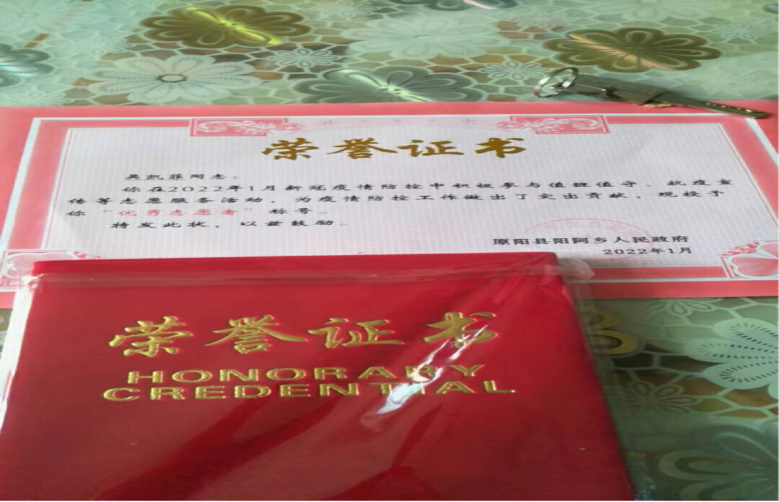 荣誉证书
吴凯菲同志：
你在2022年1月新冠疫情防控中积极参与值班值守、抗疫宣
传等志愿服务活动，为疫情防控工作做出了突出贡献，现授予
你“优秀志愿者”称号。
特发此状，以兹鼓励。
原阳县阳阿乡人民政府
2022年1月
荣誉证书
HONORARY
CREDENTIAL